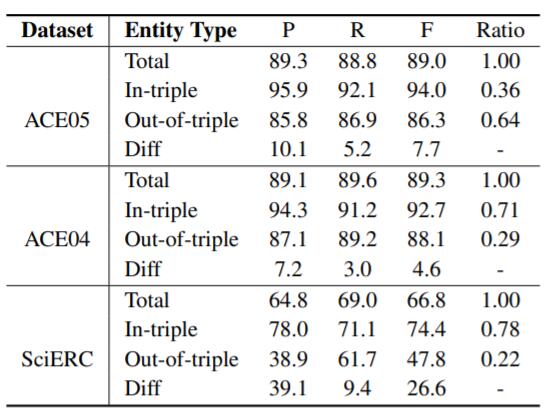 Dataset Entity Type P R F Ratio
Total 89.3 88.8 89.0 1.00
In-triple 95.9 92.1 94.0 0.36
ACE05 Out-of-triple 85.8 86.9 86.3 0.64
Diff 10.1 5.2 7.7 -
Total 89.1 89.6 89.3 1.00
In-triple 94.3 91.2 92.7 0.71
ACE04 Out-of-triple 87.1 89.2 88.1 0.29
Diff 7.2 3.0 4.6 -
Total 64.8 69.0 66.8 1.00
In-triple 78.0 71.1 74.4 0.78
SciERC Out-of-triple 38.9 61.7 47.8 0.22
Diff 39.1 9.4 26.6 -